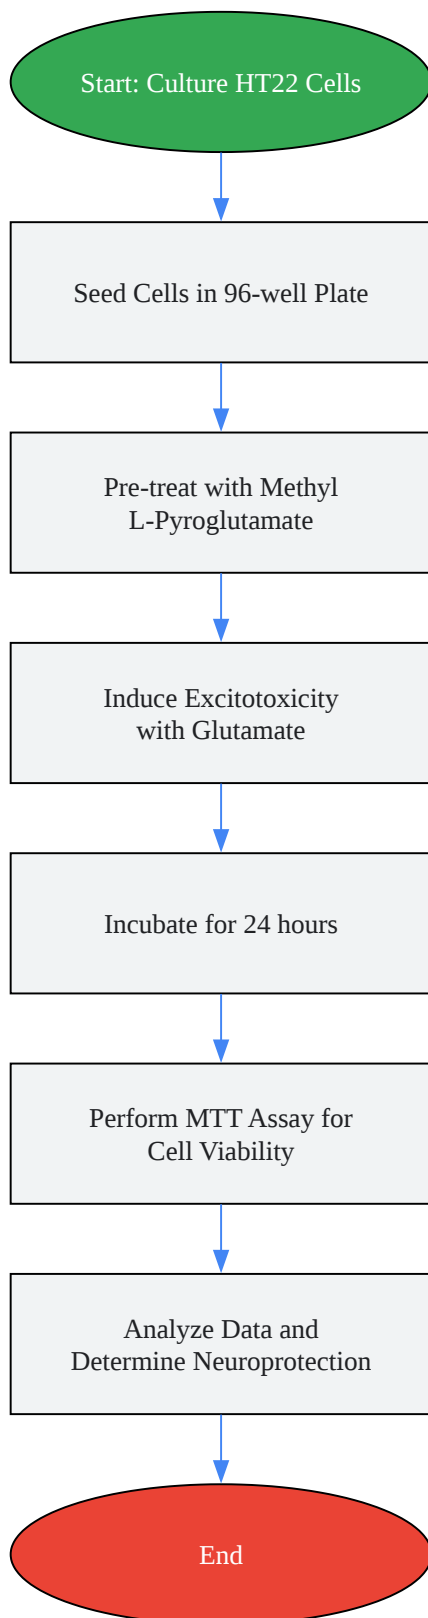 Start: Culture HT22 Cells
Seed Cells in 96-well Plate
Pre-treat with Methyl
L-Pyroglutamate
Induce Excitotoxicity
with Glutamate
Incubate for 24 hours
Perform MTT Assay for
Cell Viability
Analyze Data and
Determine Neuroprotection
End